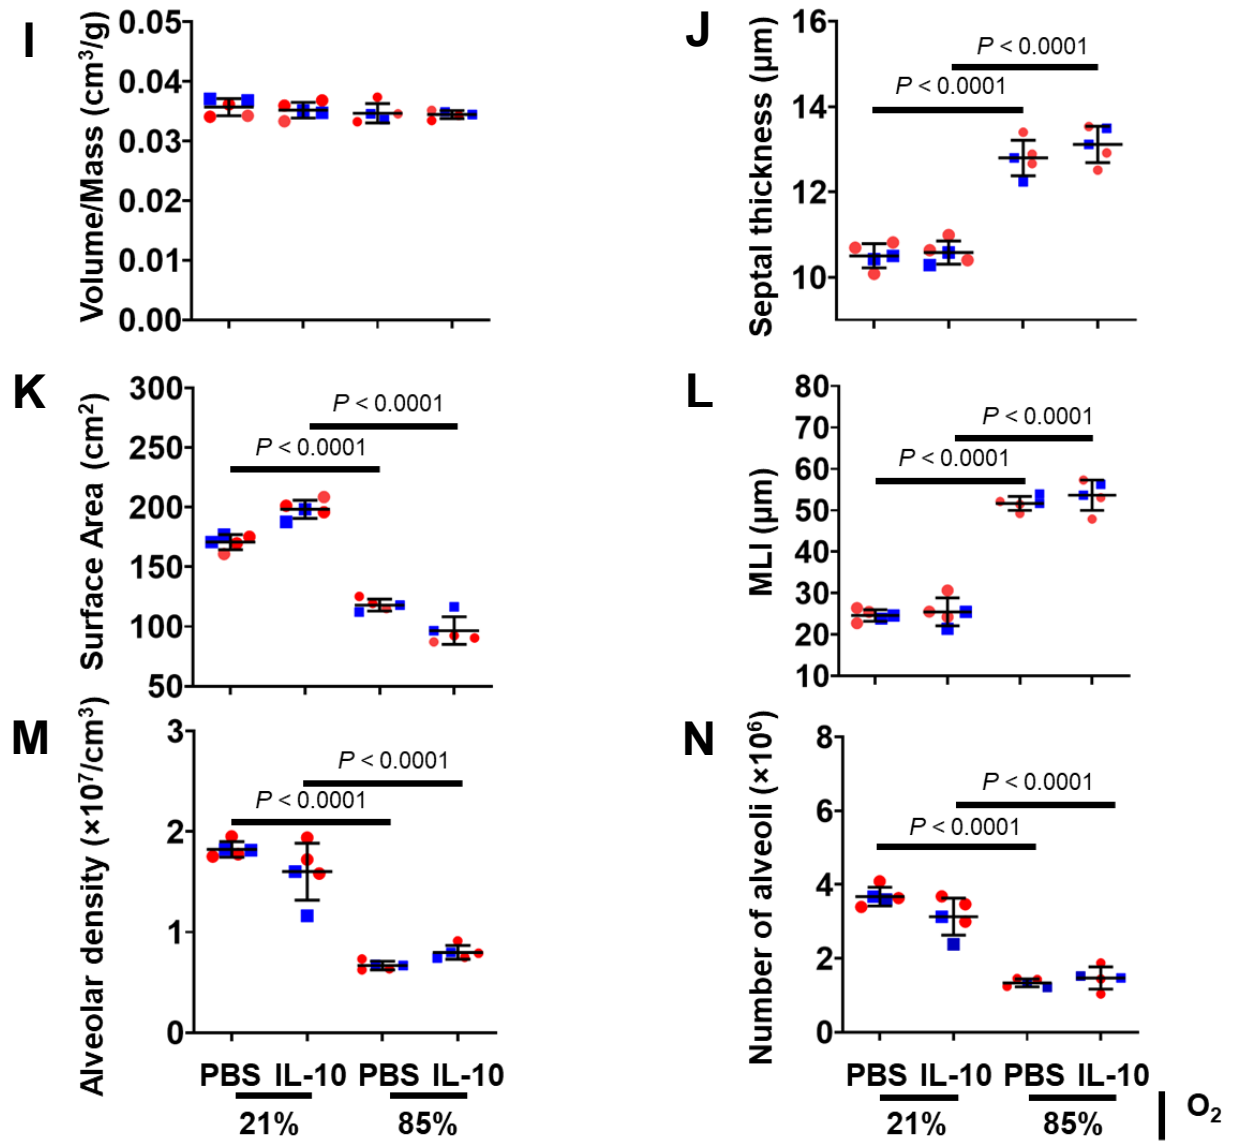 I
Volume/Mass (cm³/g)
0.05
0.04
0.03
0.02
0.01
0.00
J
Septal thickness (µm)
16
14
12
10
P < 0.0001
P < 0.0001
K
Surface Area (cm²)
300
250
200
150
100
50
P < 0.0001
P < 0.0001
L
MLI (µm)
80
70
60
50
40
30
20
10
P < 0.0001
P < 0.0001
M
Alveolar density (×10⁷/cm³)
3
2
1
0
P < 0.0001
P < 0.0001
PBS IL-10 PBS IL-10
21% 85%
N
Number of alveoli (×10⁶)
8
6
4
2
0
P < 0.0001
P < 0.0001
PBS IL-10 PBS IL-10
21% 85%
O₂